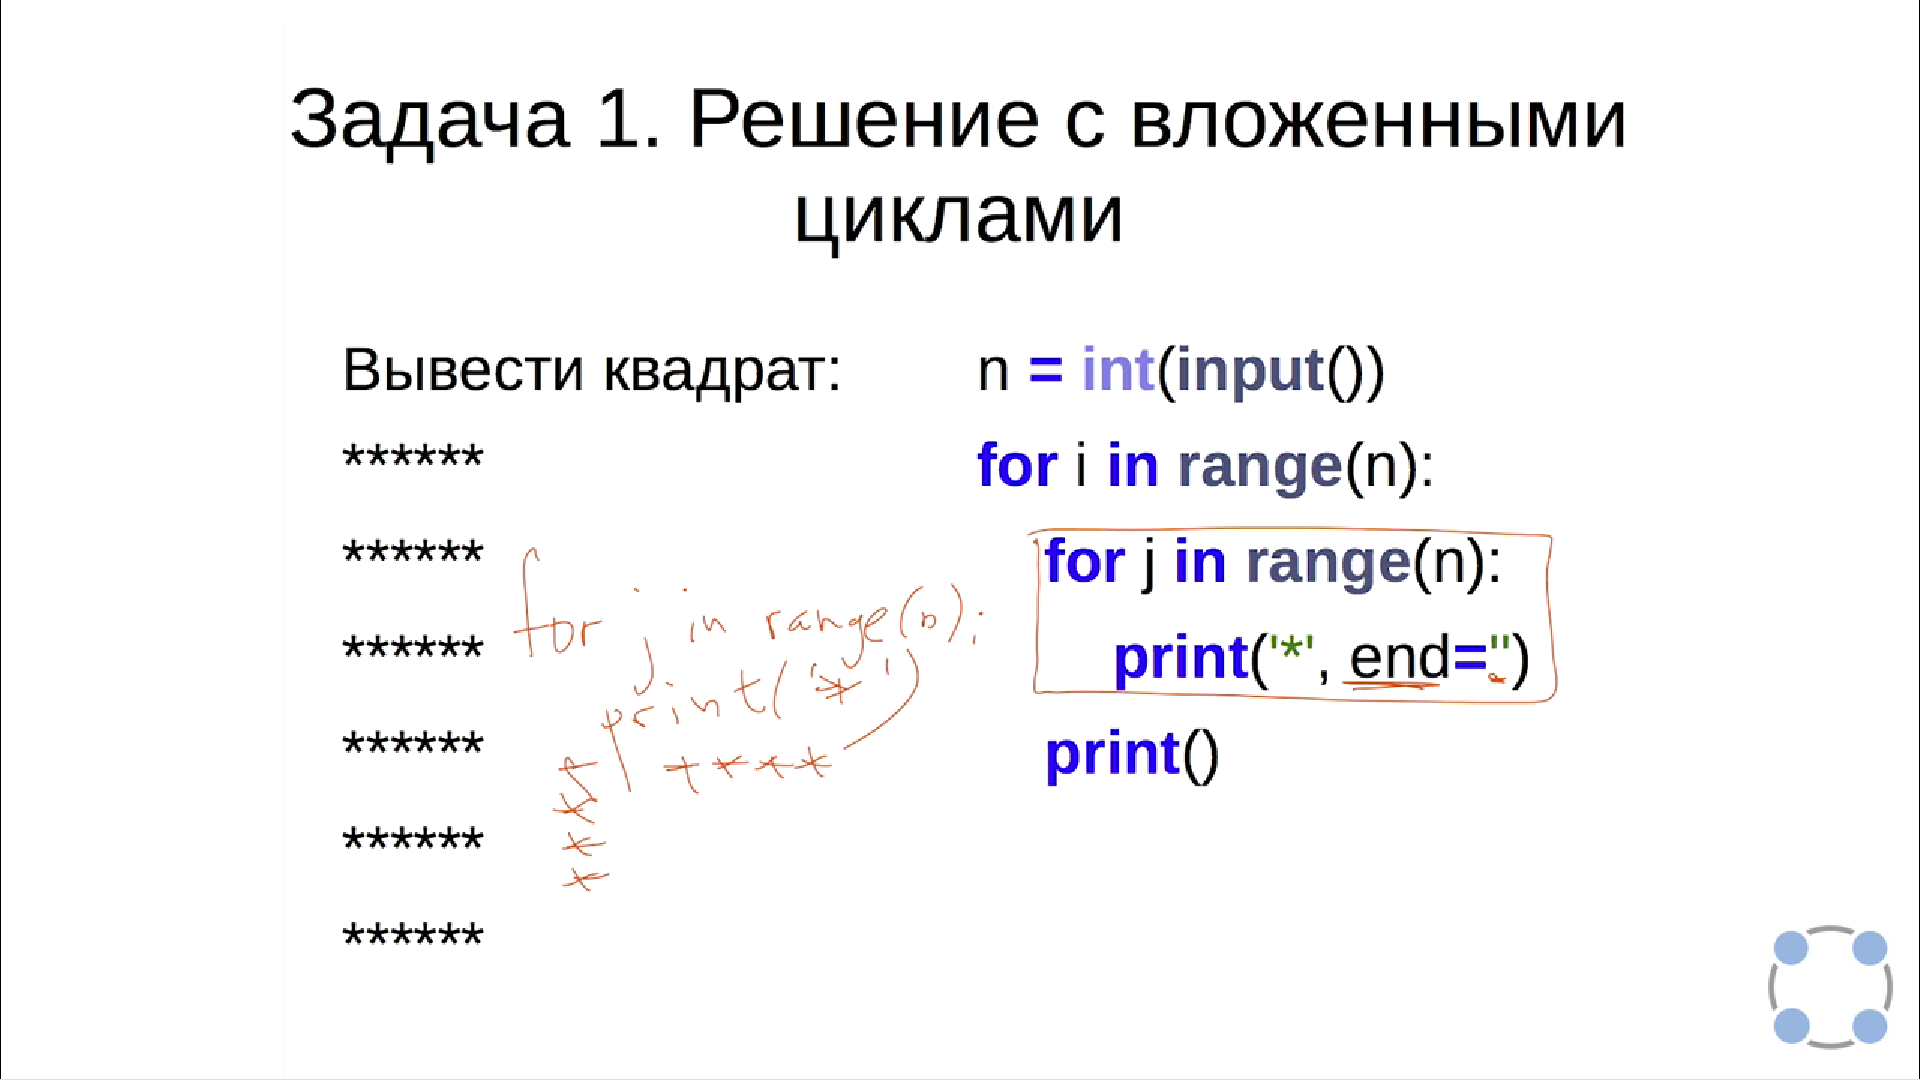 Задача 1. Решение с вложенными
циклами
Вывести квадрат:
******
******
******
******
******
******
for j in range(n):
print('*')
****
*
*
*
*
n = int(input())
for i in range(n):
for j in range(n):
print('*', end='')
print()